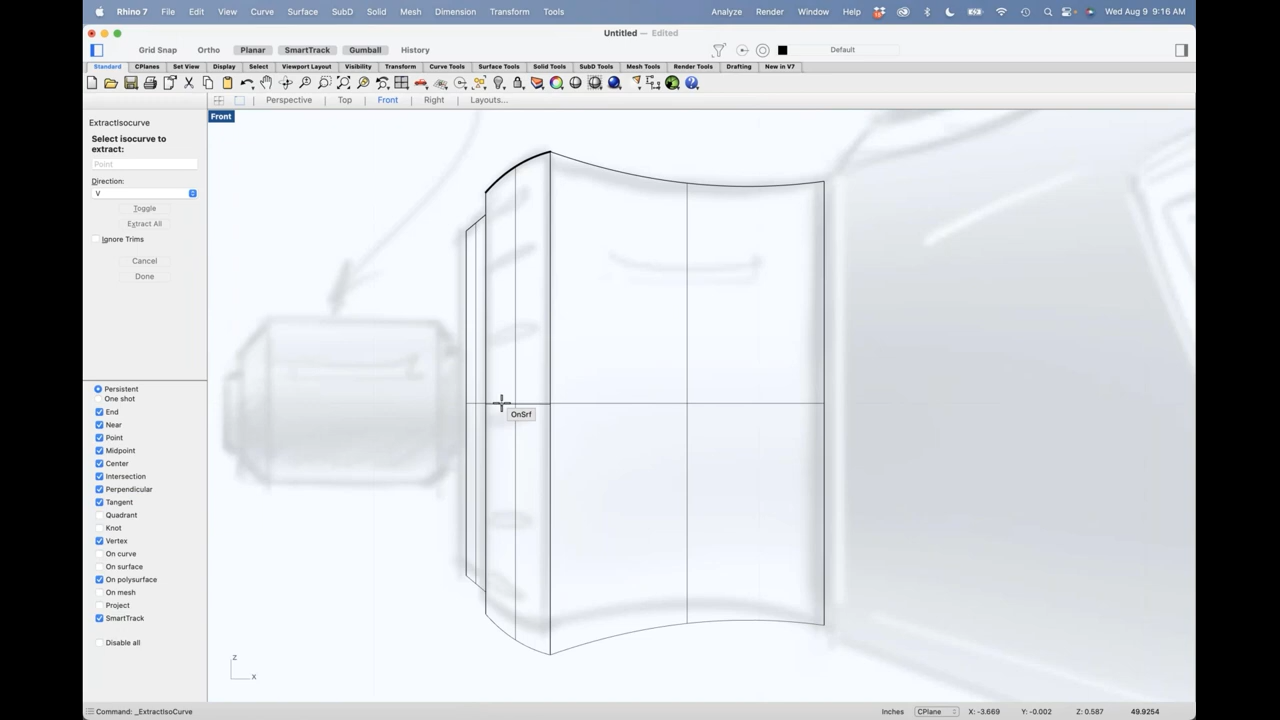 Rhino 7 File Edit View Curve Surface SubD Solid Mesh Dimension Transform Tools Analyze Render Window Help Wed Aug 9 9:16 AM
Untitled — Edited
Grid Snap Ortho Planar SmartTrack Gumball History Default
Standard CPlanes Set View Display Select Viewport Layout Visibility Transform Curve Tools Surface Tools Solid Tools SubD Tools Mesh Tools Render Tools Drafting New in V7
Perspective Top Front Right Layouts...
Front
ExtractIsocurve
Select isocurve to
extract:
Point
Direction:
V
Toggle
Extract All
Ignore Trims
Cancel
Done
OnSrf
Persistent
One shot
End
Near
Point
Midpoint
Center
Intersection
Perpendicular
Tangent
Quadrant
Knot
Vertex
On curve
On surface
On polysurface
On mesh
Project
SmartTrack
Disable all
z
x
Command: _ExtractIsoCurve Inches CPlane X: -3.669 Y: -0.002 Z: 0.587 49.9254